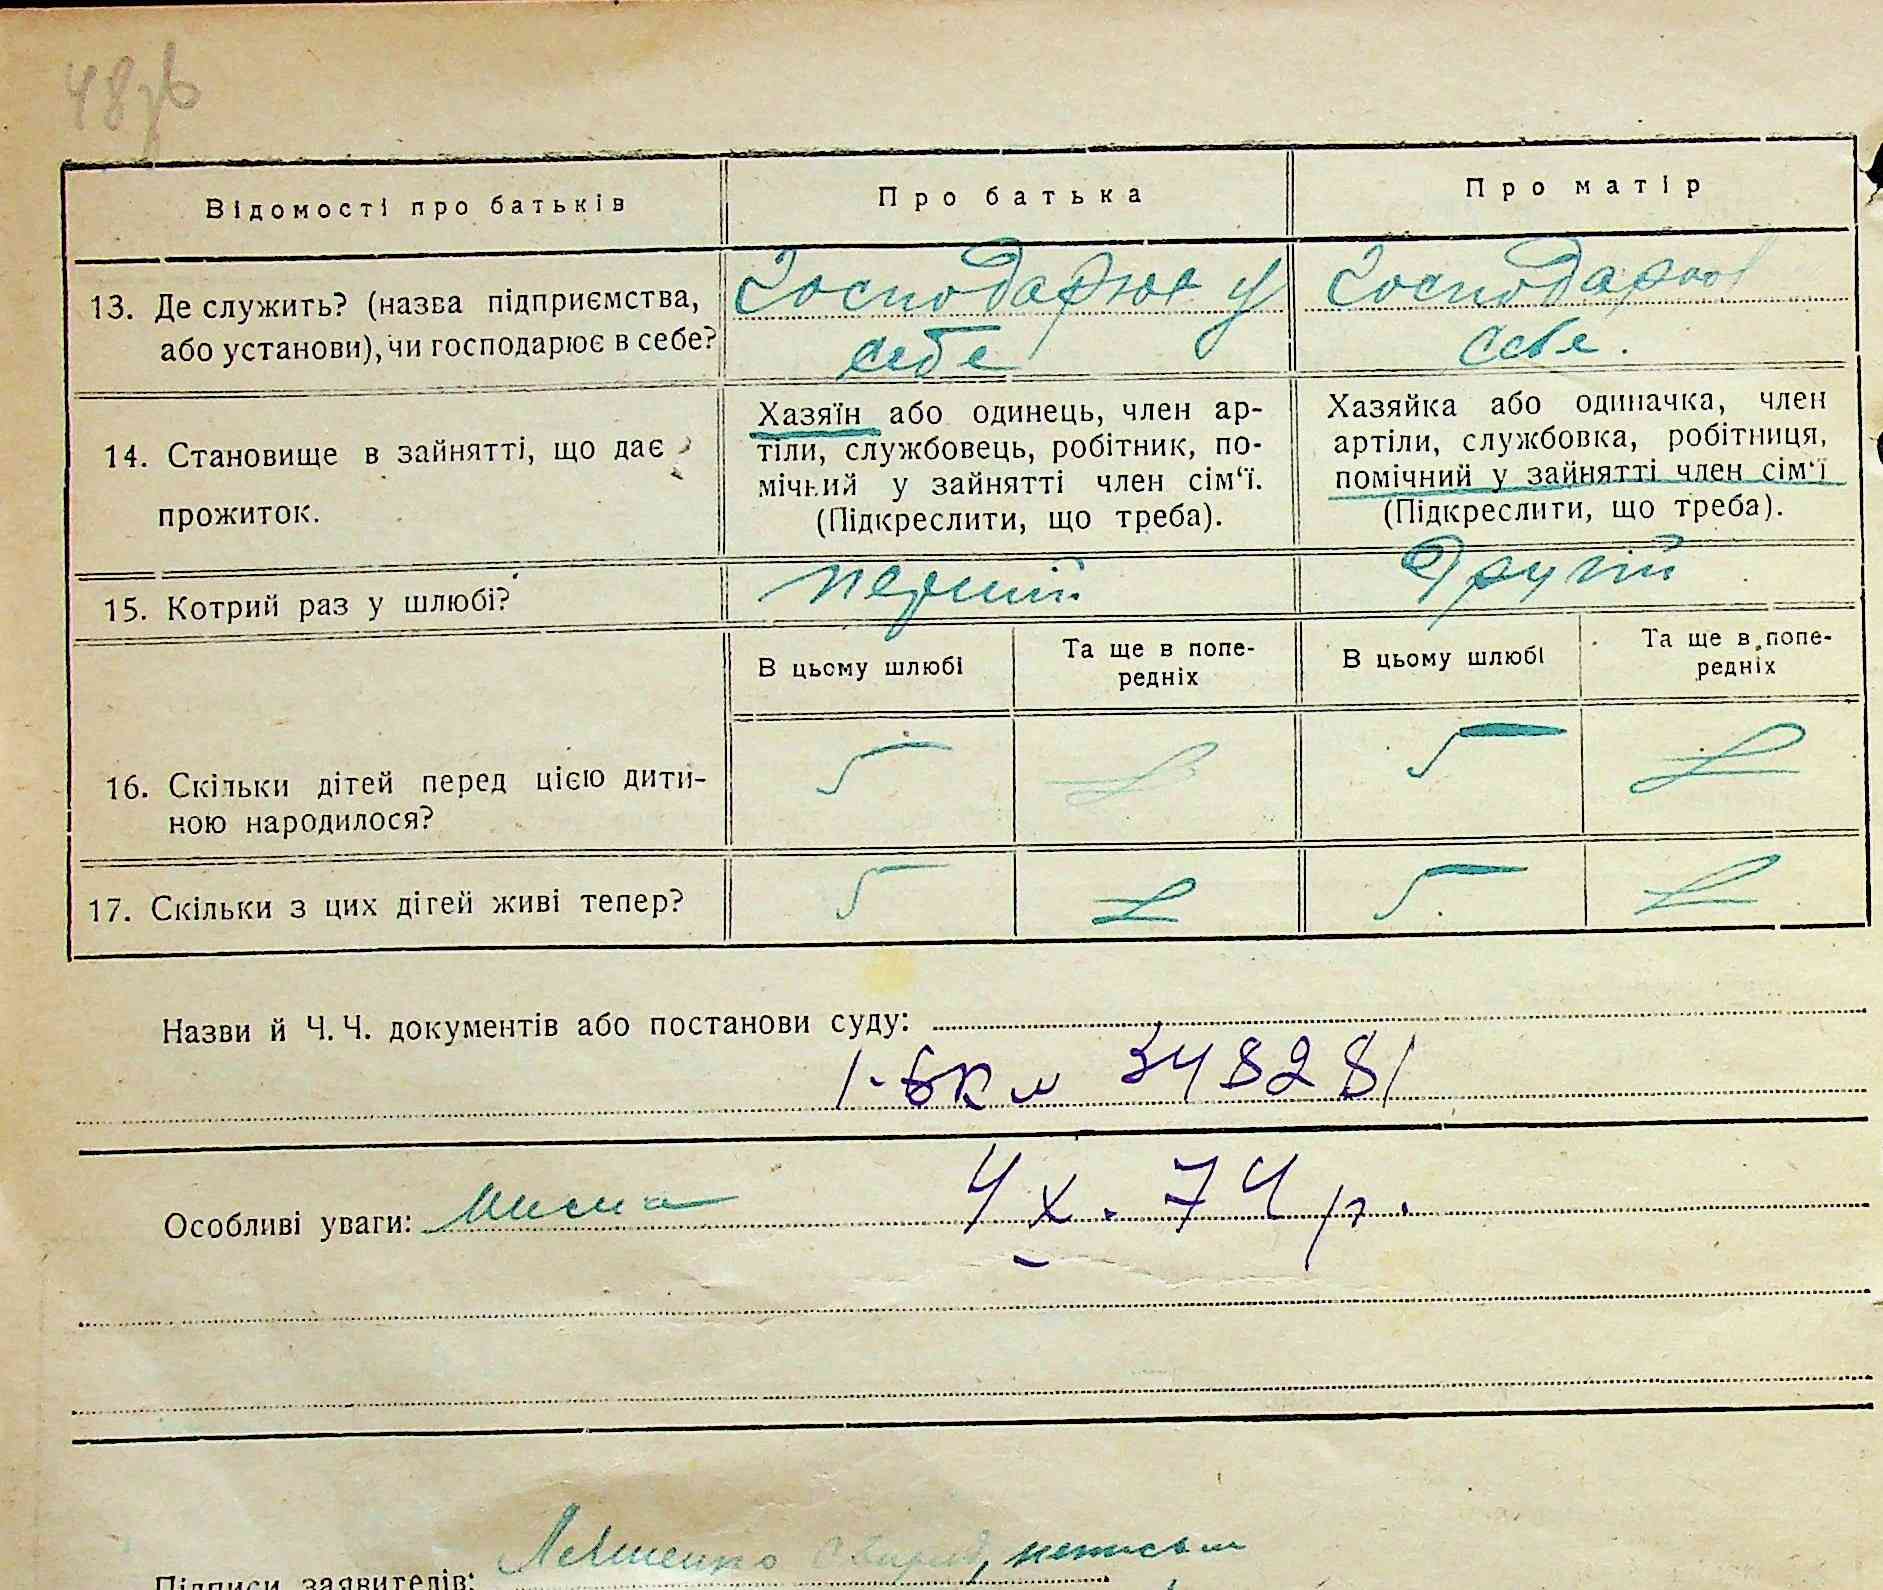 48зв
Відомості про батьків
Про батька
Про матір
13. Де служить? (назва підприємства, або установи), чи господарює в себе?
Господарює у
себе
Господарює
себе.
14. Становище в зайнятті, що дає прожиток.
Хазяїн або одинець, член ар-
тіли, службовець, робітник, по-
мічний у зайнятті член сім‘ї.
(Підкреслити, що треба).
Хазяйка або одиначка, член
артіли, службовка, робітниця,
помічний у зайнятті член сім‘ї
(Підкреслити, що треба).
15. Котрий раз у шлюбі?
перший
Другий
В цьому шлюбі
Та ще в попе-
редніх
В цьому шлюбі
Та ще в попе-
редніх
16. Скільки дітей перед цією дити-
ною народилося?
5
5
17. Скільки з цих дітей живі тепер?
5
5
Назви й Ч. Ч. документів або постанови суду:
348281
Особливі уваги:
4 X. 74 р.
Підписи заявителів: